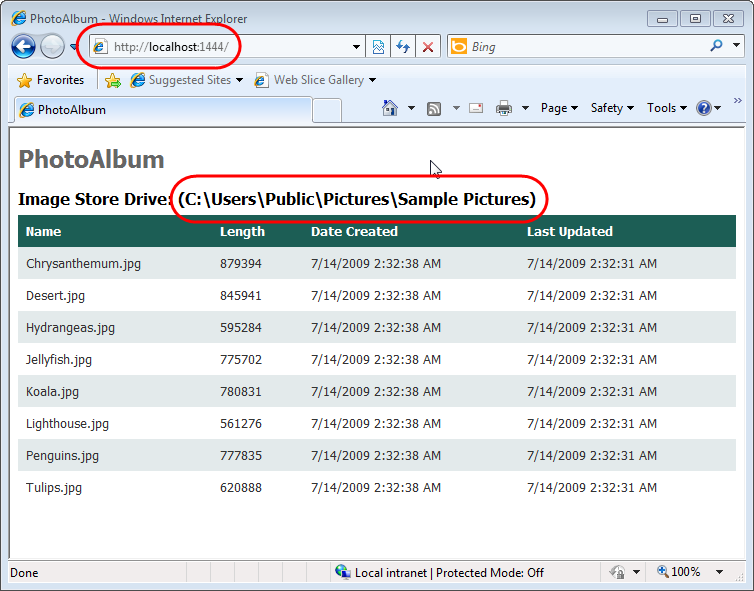 PhotoAlbum - Windows Internet Explorer
http://localhost:1444/
Bing
Favorites Suggested Sites Web Slice Gallery
PhotoAlbum
Page Safety Tools
PhotoAlbum
Image Store Drive: (C:\Users\Public\Pictures\Sample Pictures)
Name Length Date Created Last Updated
Chrysanthemum.jpg 879394 7/14/2009 2:32:38 AM 7/14/2009 2:32:31 AM
Desert.jpg 845941 7/14/2009 2:32:38 AM 7/14/2009 2:32:31 AM
Hydrangeas.jpg 595284 7/14/2009 2:32:38 AM 7/14/2009 2:32:31 AM
Jellyfish.jpg 775702 7/14/2009 2:32:38 AM 7/14/2009 2:32:31 AM
Koala.jpg 780831 7/14/2009 2:32:38 AM 7/14/2009 2:32:31 AM
Lighthouse.jpg 561276 7/14/2009 2:32:38 AM 7/14/2009 2:32:31 AM
Penguins.jpg 777835 7/14/2009 2:32:38 AM 7/14/2009 2:32:31 AM
Tulips.jpg 620888 7/14/2009 2:32:38 AM 7/14/2009 2:32:31 AM
Done Local intranet | Protected Mode: Off 100%